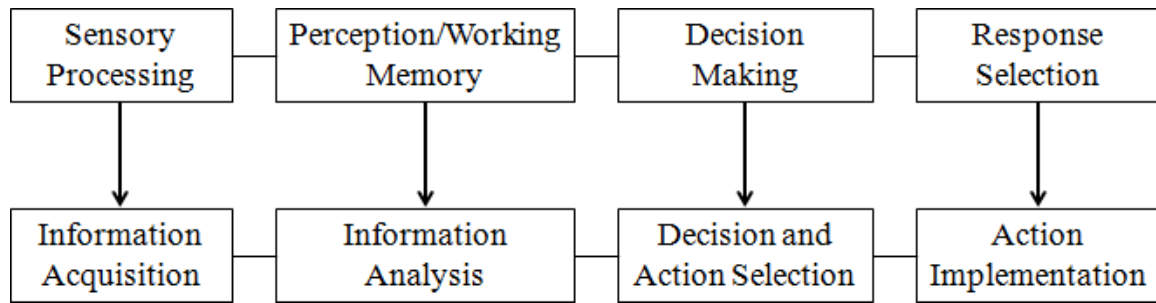 Sensory
Processing
Perception/Working
Memory
Decision
Making
Response
Selection
Information
Acquisition
Information
Analysis
Decision and
Action Selection
Action
Implementation